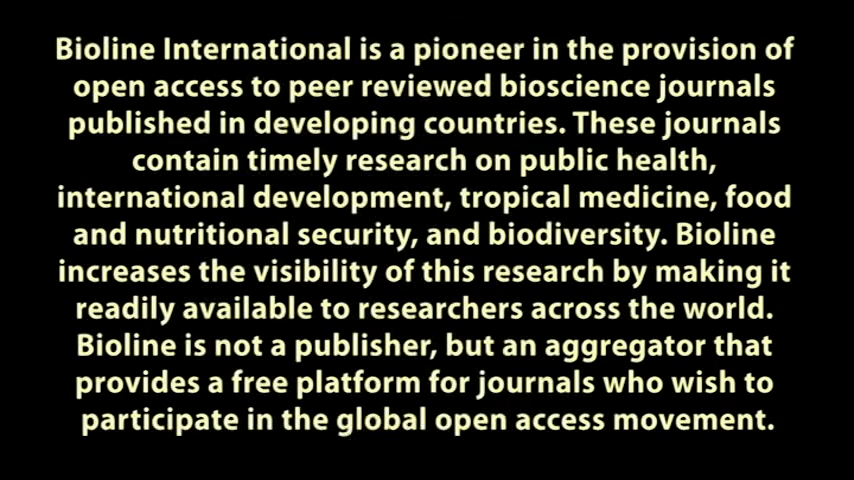 Bioline International is a pioneer in the provision of
open access to peer reviewed bioscience journals
published in developing countries. These journals
contain timely research on public health,
international development, tropical medicine, food
and nutritional security, and biodiversity. Bioline
increases the visibility of this research by making it
readily available to researchers across the world.
Bioline is not a publisher, but an aggregator that
provides a free platform for journals who wish to
participate in the global open access movement.